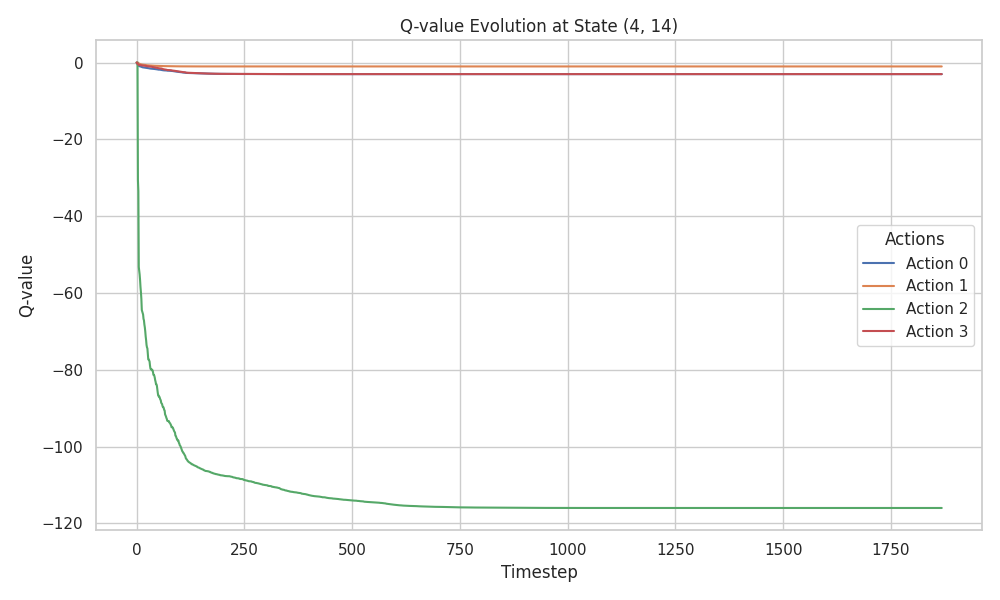 Q-value Evolution at State (4, 14)
0
−20
−40
−60
−80
−100
−120
Q-value
Actions
Action 0
Action 1
Action 2
Action 3
0 250 500 750 1000 1250 1500 1750
Timestep